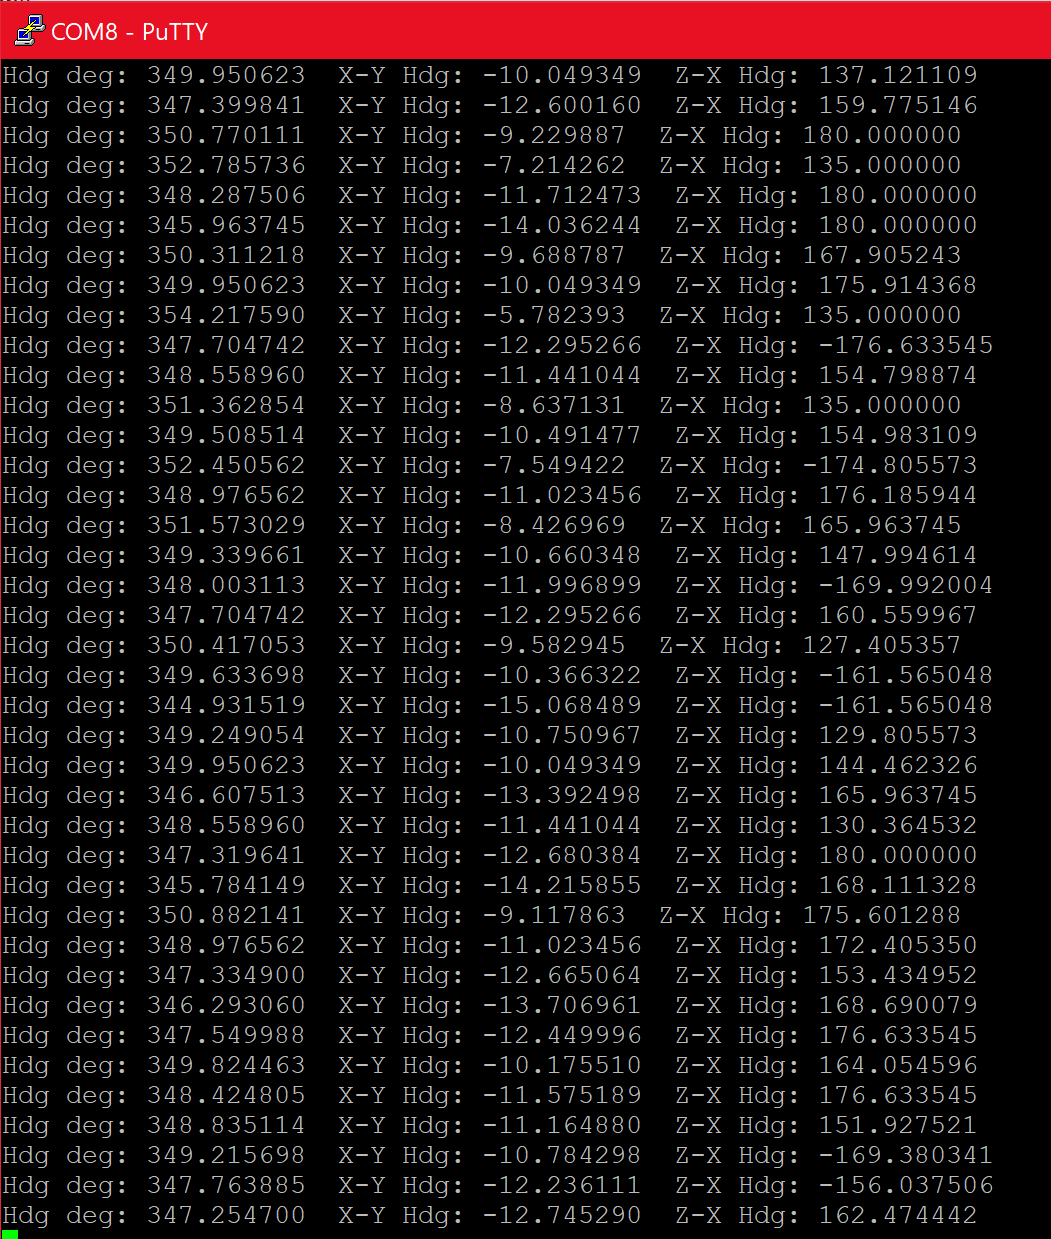 COM8 - PuTTY
Hdg deg: 349.950623  X-Y Hdg: -10.049349  Z-X Hdg: 137.121109
Hdg deg: 347.399841  X-Y Hdg: -12.600160  Z-X Hdg: 159.775146
Hdg deg: 350.770111  X-Y Hdg: -9.229887  Z-X Hdg: 180.000000
Hdg deg: 352.785736  X-Y Hdg: -7.214262  Z-X Hdg: 135.000000
Hdg deg: 348.287506  X-Y Hdg: -11.712473  Z-X Hdg: 180.000000
Hdg deg: 345.963745  X-Y Hdg: -14.036244  Z-X Hdg: 180.000000
Hdg deg: 350.311218  X-Y Hdg: -9.688787  Z-X Hdg: 167.905243
Hdg deg: 349.950623  X-Y Hdg: -10.049349  Z-X Hdg: 175.914368
Hdg deg: 354.217590  X-Y Hdg: -5.782393  Z-X Hdg: 135.000000
Hdg deg: 347.704742  X-Y Hdg: -12.295266  Z-X Hdg: -176.633545
Hdg deg: 348.558960  X-Y Hdg: -11.441044  Z-X Hdg: 154.798874
Hdg deg: 351.362854  X-Y Hdg: -8.637131  Z-X Hdg: 135.000000
Hdg deg: 349.508514  X-Y Hdg: -10.491477  Z-X Hdg: 154.983109
Hdg deg: 352.450562  X-Y Hdg: -7.549422  Z-X Hdg: -174.805573
Hdg deg: 348.976562  X-Y Hdg: -11.023456  Z-X Hdg: 176.185944
Hdg deg: 351.573029  X-Y Hdg: -8.426969  Z-X Hdg: 165.963745
Hdg deg: 349.339661  X-Y Hdg: -10.660348  Z-X Hdg: 147.994614
Hdg deg: 348.003113  X-Y Hdg: -11.996899  Z-X Hdg: -169.992004
Hdg deg: 347.704742  X-Y Hdg: -12.295266  Z-X Hdg: 160.559967
Hdg deg: 350.417053  X-Y Hdg: -9.582945  Z-X Hdg: 127.405357
Hdg deg: 349.633698  X-Y Hdg: -10.366322  Z-X Hdg: -161.565048
Hdg deg: 344.931519  X-Y Hdg: -15.068489  Z-X Hdg: -161.565048
Hdg deg: 349.249054  X-Y Hdg: -10.750967  Z-X Hdg: 129.805573
Hdg deg: 349.950623  X-Y Hdg: -10.049349  Z-X Hdg: 144.462326
Hdg deg: 346.607513  X-Y Hdg: -13.392498  Z-X Hdg: 165.963745
Hdg deg: 348.558960  X-Y Hdg: -11.441044  Z-X Hdg: 130.364532
Hdg deg: 347.319641  X-Y Hdg: -12.680384  Z-X Hdg: 180.000000
Hdg deg: 345.784149  X-Y Hdg: -14.215855  Z-X Hdg: 168.111328
Hdg deg: 350.882141  X-Y Hdg: -9.117863  Z-X Hdg: 175.601288
Hdg deg: 348.976562  X-Y Hdg: -11.023456  Z-X Hdg: 172.405350
Hdg deg: 347.334900  X-Y Hdg: -12.665064  Z-X Hdg: 153.434952
Hdg deg: 346.293060  X-Y Hdg: -13.706961  Z-X Hdg: 168.690079
Hdg deg: 347.549988  X-Y Hdg: -12.449996  Z-X Hdg: 176.633545
Hdg deg: 349.824463  X-Y Hdg: -10.175510  Z-X Hdg: 164.054596
Hdg deg: 348.424805  X-Y Hdg: -11.575189  Z-X Hdg: 176.633545
Hdg deg: 348.835114  X-Y Hdg: -11.164880  Z-X Hdg: 151.927521
Hdg deg: 349.215698  X-Y Hdg: -10.784298  Z-X Hdg: -169.380341
Hdg deg: 347.763885  X-Y Hdg: -12.236111  Z-X Hdg: -156.037506
Hdg deg: 347.254700  X-Y Hdg: -12.745290  Z-X Hdg: 162.474442